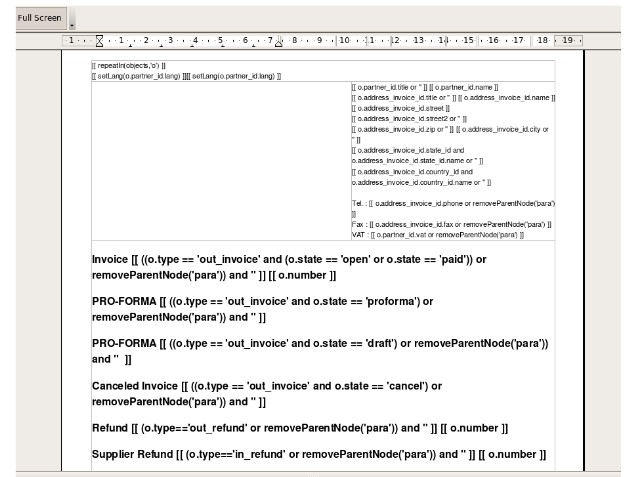 Full Screen
·1· · · · 1 · · · 2 · · · 3 · · · 4 · · · 5 · · · 6 · · · 7 · · · 8 · · · 9 · · · 10 · · · 11 · · · 12 · · · 13 · · · 14 · · · 15 · · · 16 · · · 17 · · · 18 · · · 19 ·
[[ repeatIn(objects,'o') ]]
[[ setLang(o.partner_id.lang) ]][[ setLang(o.partner_id.lang) ]]
[[ o.partner_id.title or '' ]] [[ o.partner_id.name ]]
[[ o.address_invoice_id.title or '' ]] [[ o.address_invoice_id.name ]]
[[ o.address_invoice_id.street ]]
[[ o.address_invoice_id.street2 or '' ]]
[[ o.address_invoice_id.zip or '' ]] [[ o.address_invoice_id.city or
'' ]]
[[ o.address_invoice_id.state_id and
o.address_invoice_id.state_id.name or '' ]]
[[ o.address_invoice_id.country_id and
o.address_invoice_id.country_id.name or '' ]]
Tel. : [[ o.address_invoice_id.phone or removeParentNode('para')
]]
Fax : [[ o.address_invoice_id.fax or removeParentNode('para') ]]
VAT : [[ o.partner_id.vat or removeParentNode('para') ]]
Invoice [[ ((o.type == 'out_invoice' and (o.state == 'open' or o.state == 'paid')) or
removeParentNode('para')) and '' ]] [[ o.number ]]
PRO-FORMA [[ ((o.type == 'out_invoice' and o.state == 'proforma') or
removeParentNode('para')) and '' ]]
PRO-FORMA [[ ((o.type == 'out_invoice' and o.state == 'draft') or removeParentNode('para'))
and '' ]]
Canceled Invoice [[ ((o.type == 'out_invoice' and o.state == 'cancel') or
removeParentNode('para')) and '' ]]
Refund [[ (o.type=='out_refund' or removeParentNode('para')) and '' ]] [[ o.number ]]
Supplier Refund [[ (o.type=='in_refund' or removeParentNode('para')) and '' ]] [[ o.number ]]